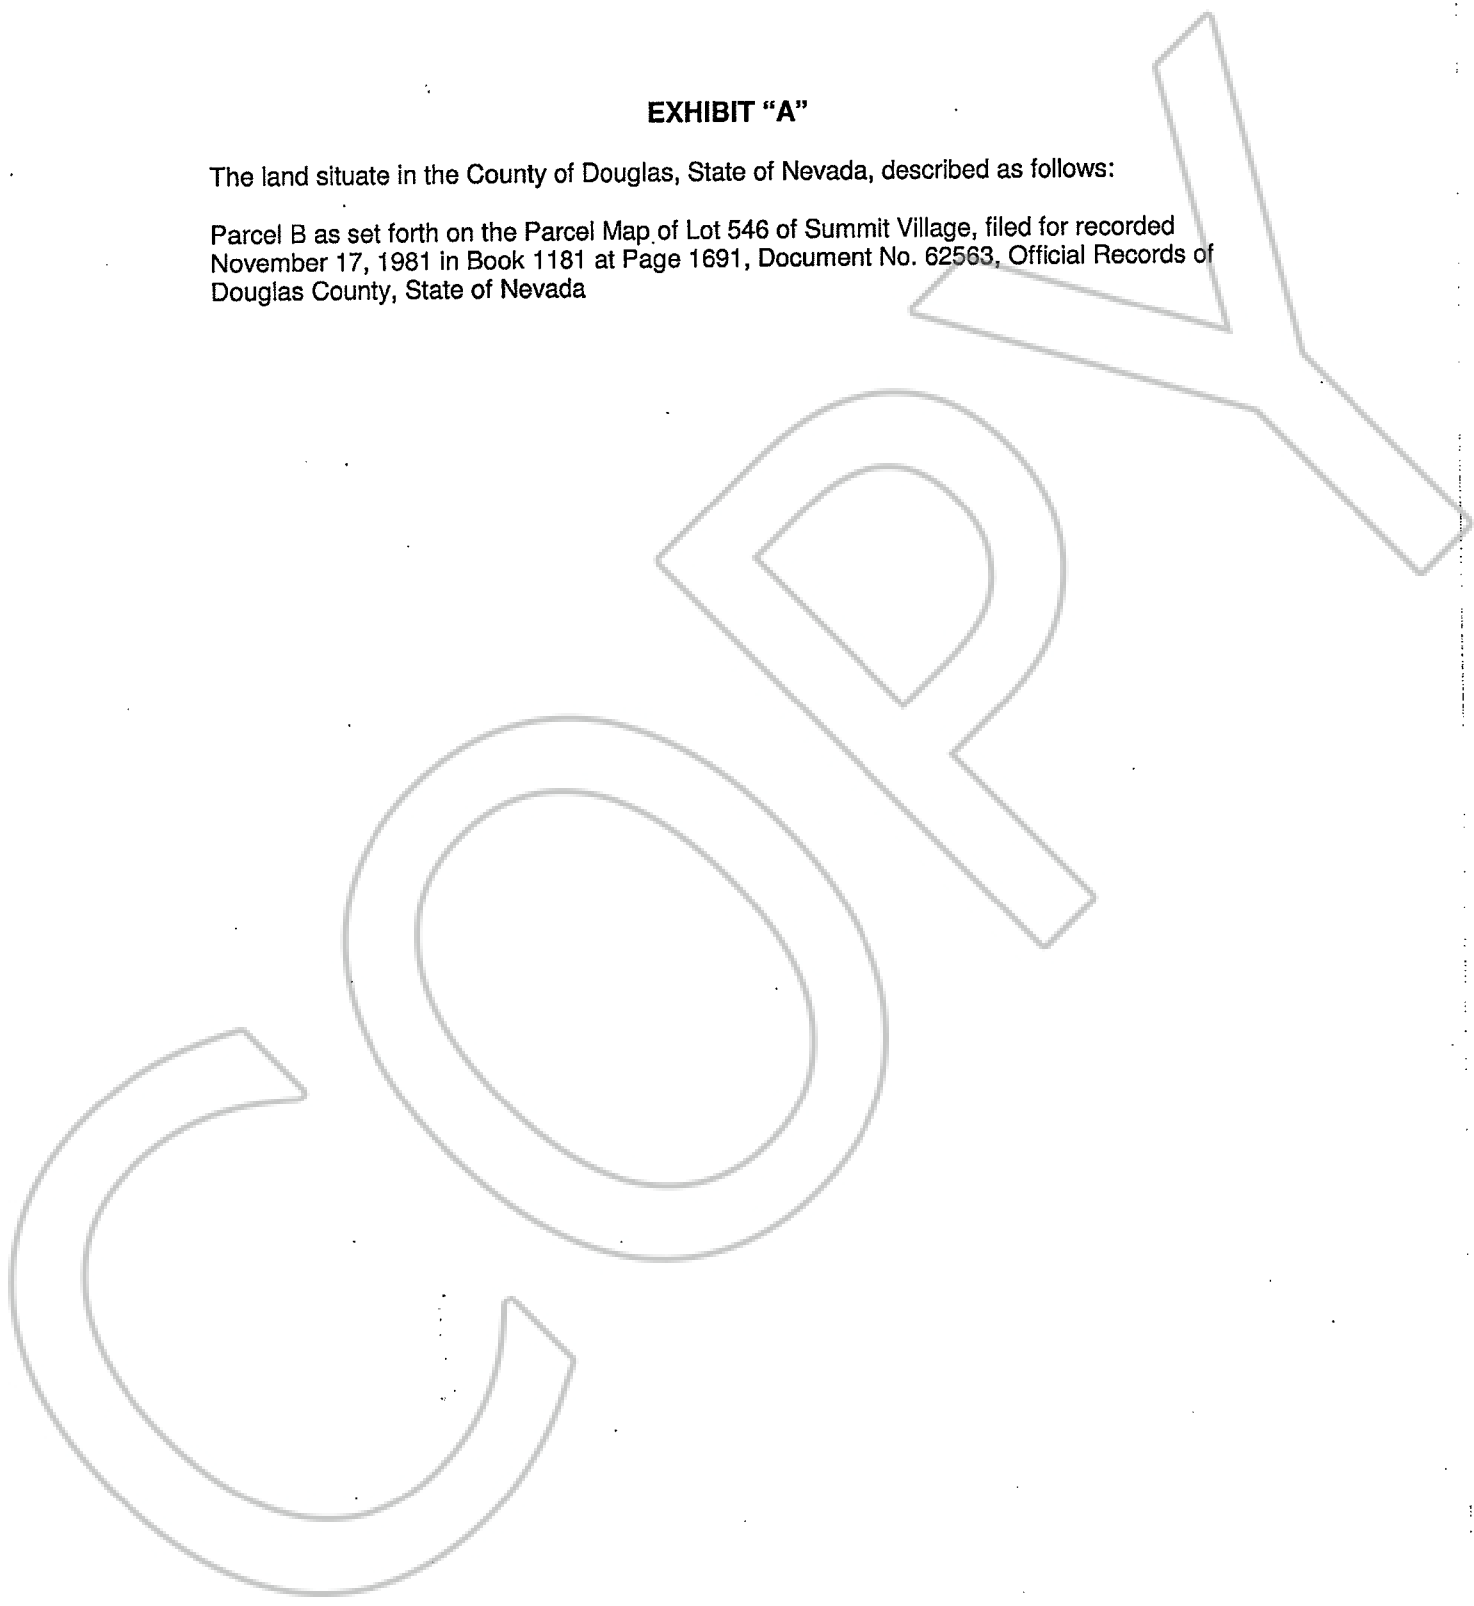 EXHIBIT “A”
The land situate in the County of Douglas, State of Nevada, described as follows:
Parcel B as set forth on the Parcel Map of Lot 546 of Summit Village, filed for recorded
November 17, 1981 in Book 1181 at Page 1691, Document No. 62563, Official Records of
Douglas County, State of Nevada
COPY